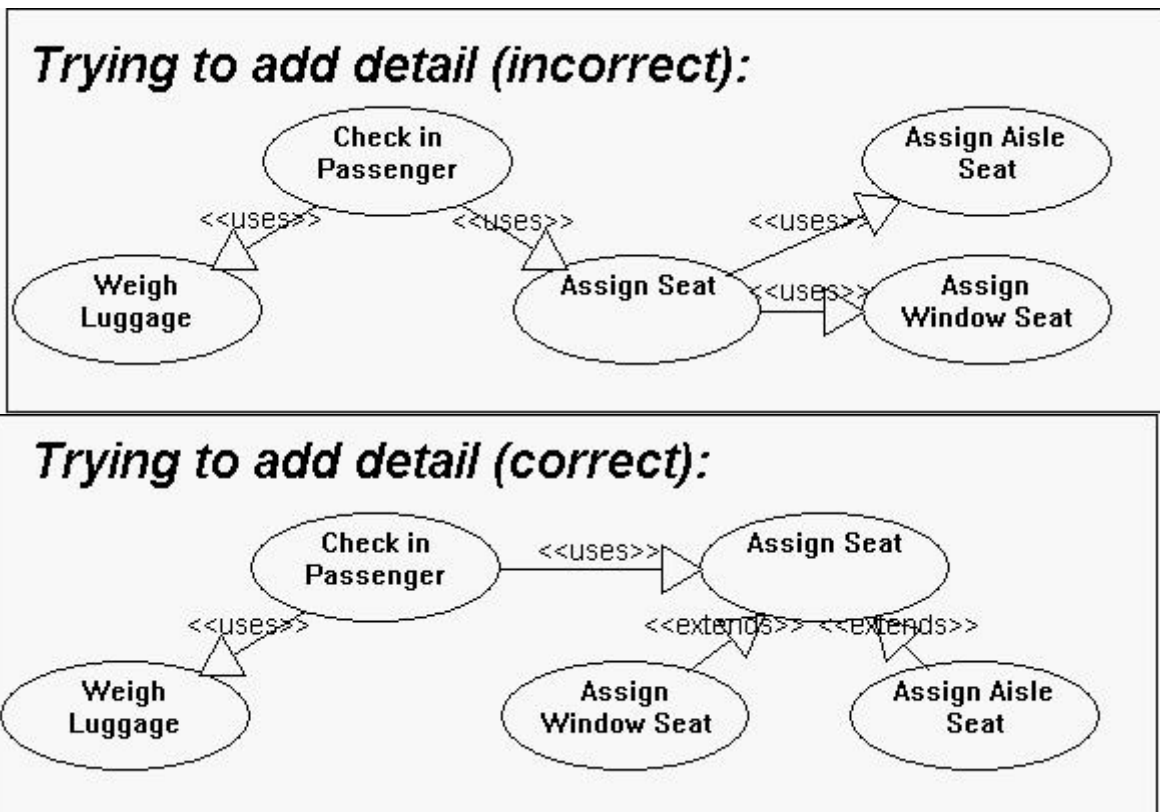 Trying to add detail (incorrect):
Check in
Passenger
Assign Aisle
Seat
<<uses>>
<<uses>>
<<uses>>
Weigh
Luggage
Assign Seat
<<uses>>
Assign
Window Seat
Trying to add detail (correct):
Check in
Passenger
<<uses>>
Assign Seat
<<uses>>
<<extends>>
<<extends>>
Weigh
Luggage
Assign
Window Seat
Assign Aisle
Seat